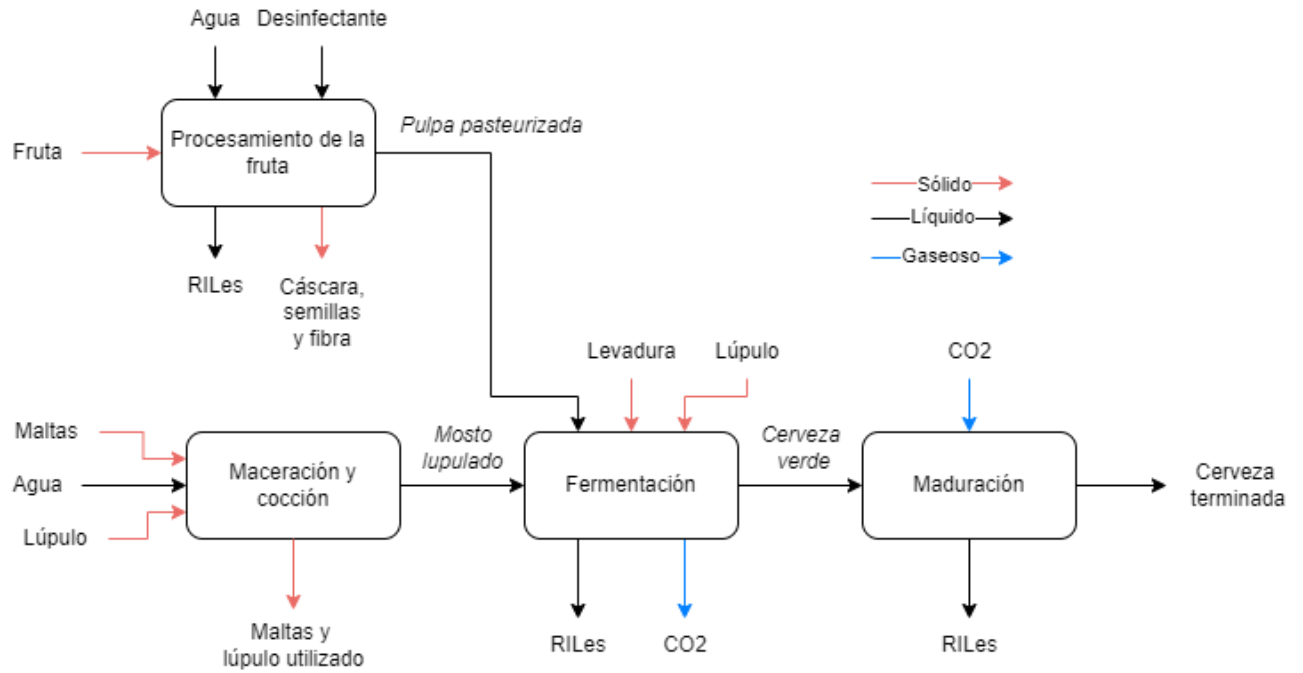 Agua
Desinfectante
Fruta
Procesamiento de la
fruta
Pulpa pasteurizada
RILes
Cáscara,
semillas
y fibra
Sólido
Líquido
Gaseoso
Levadura
Lúpulo
CO2
Maltas
Agua
Lúpulo
Maceración y
cocción
Mosto
lupulado
Fermentación
Cerveza
verde
Maduración
Cerveza
terminada
Maltas y
lúpulo utilizado
RILes
CO2
RILes